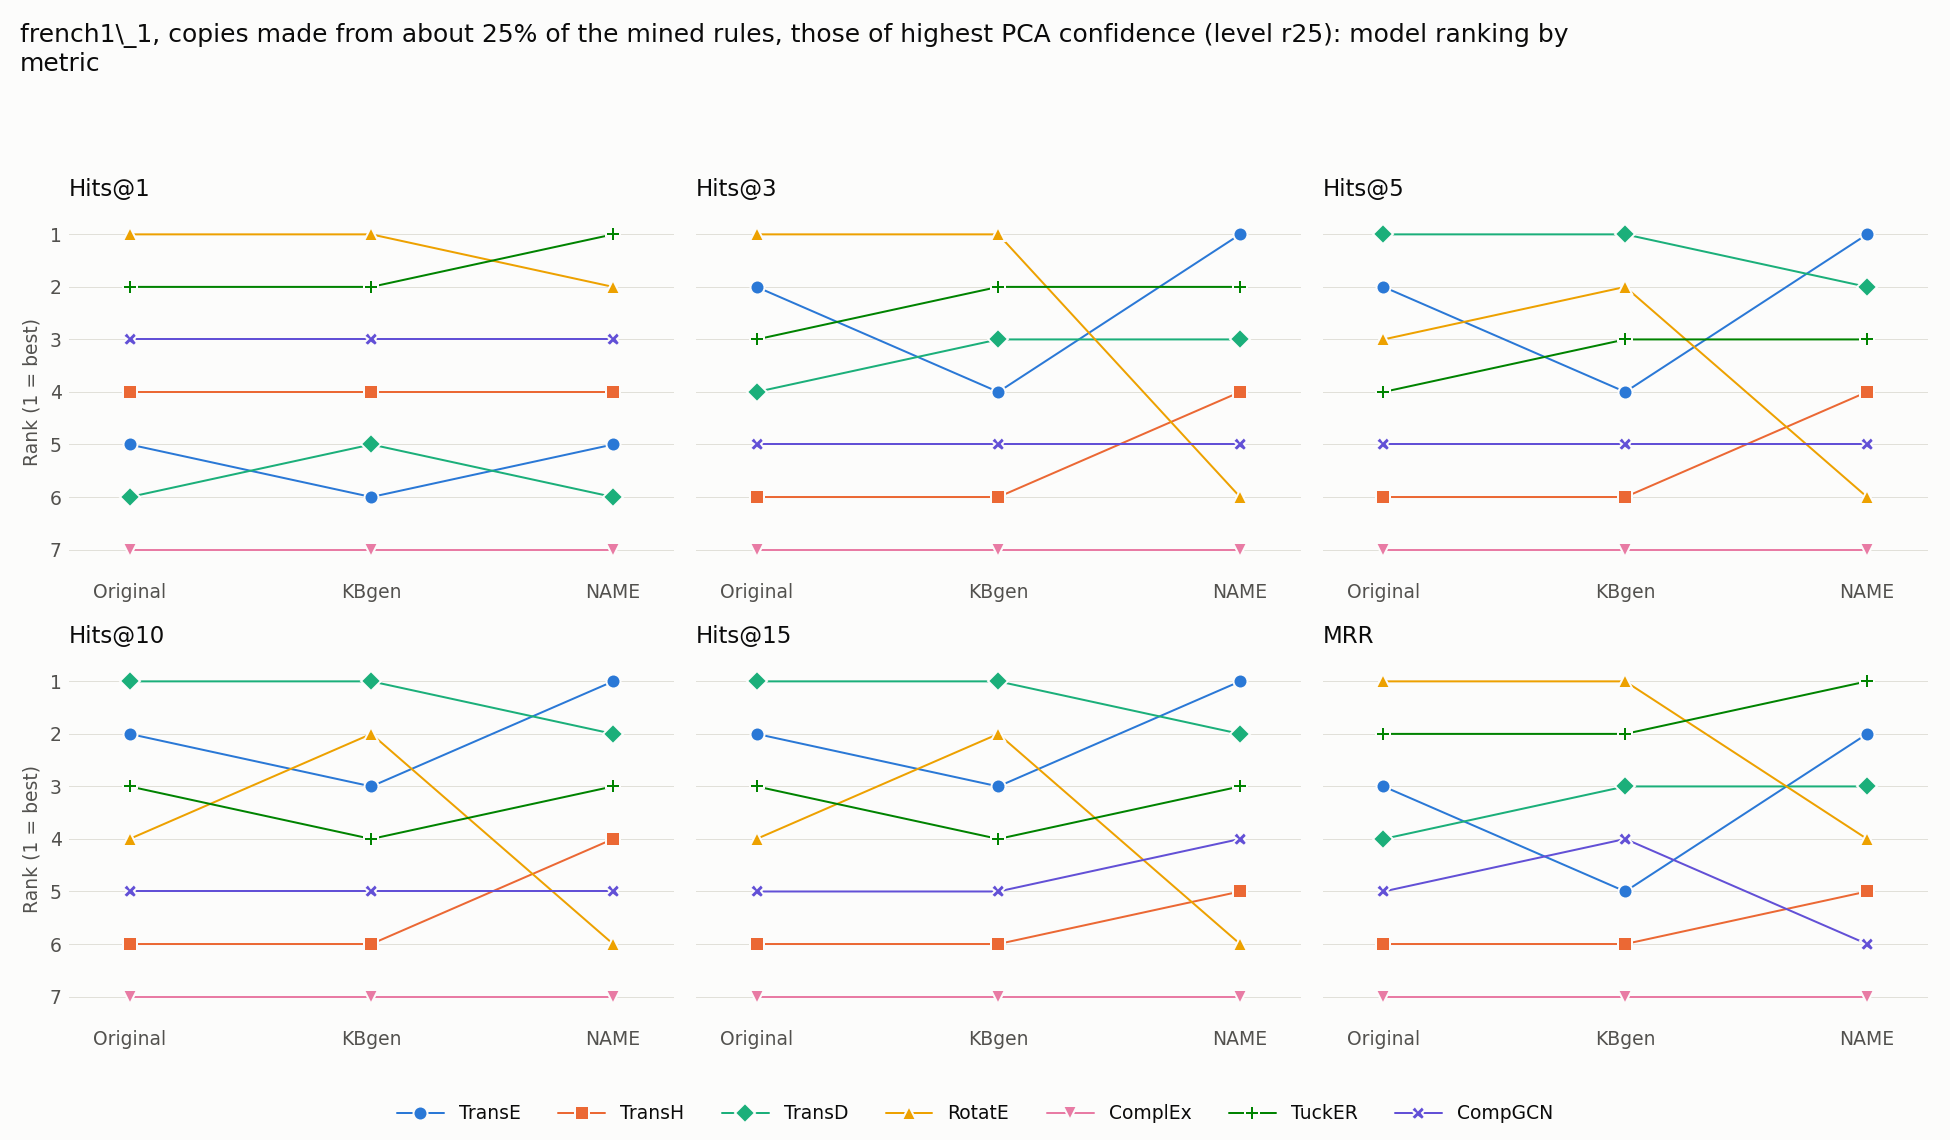 french1\_1, copies made from about 25% of the mined rules, those of highest PCA confidence (level r25): model ranking by
metric
Hits@1
Hits@3
Hits@5
Rank (1 = best)
1
2
3
4
5
6
7
Original KBgen NAME
Original KBgen NAME
Original KBgen NAME
Hits@10
Hits@15
MRR
Rank (1 = best)
1
2
3
4
5
6
7
Original KBgen NAME
Original KBgen NAME
Original KBgen NAME
TransE TransH TransD RotatE ComplEx TuckER CompGCN